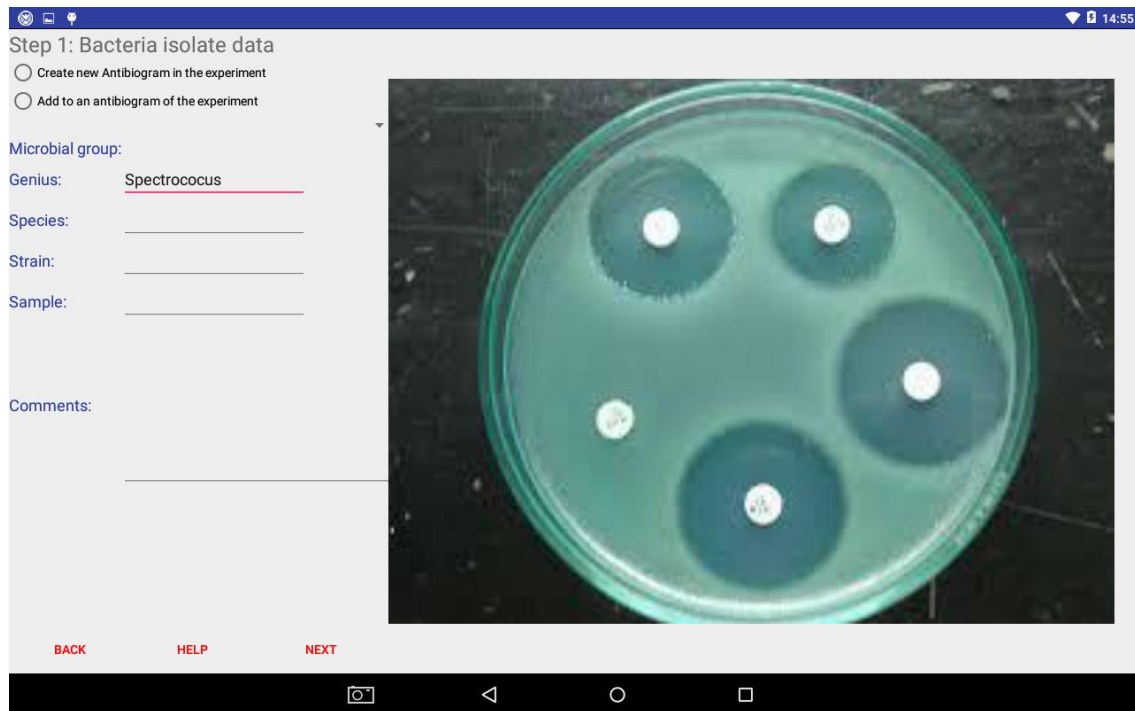 14:55
Step 1: Bacteria isolate data
Create new Antibiogram in the experiment
Add to an antibiogram of the experiment
Microbial group:
Genius: Spectrococus
Species:
Strain:
Sample:
Comments:
BACK HELP NEXT